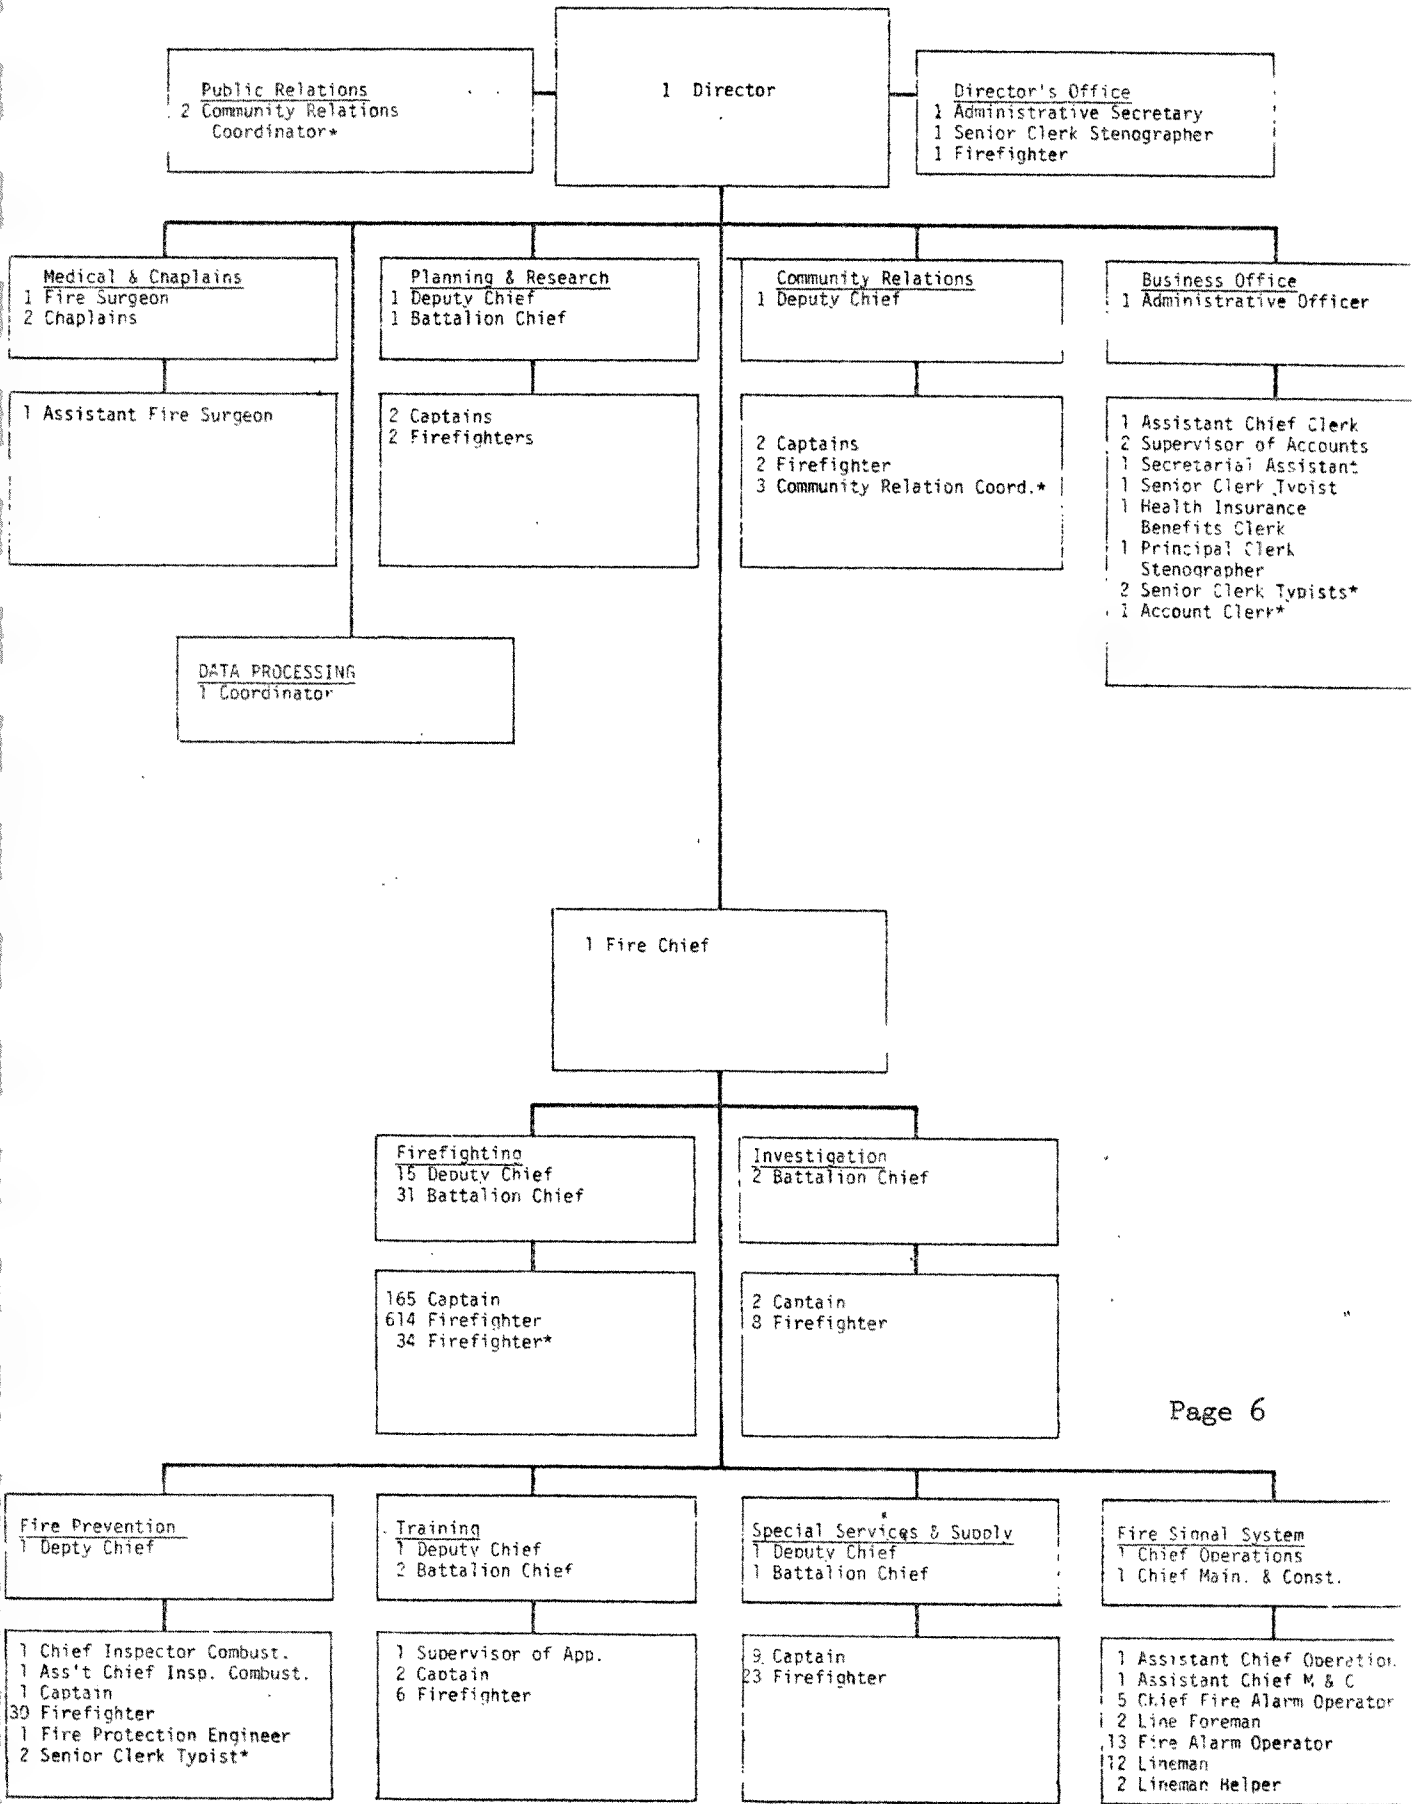 1 Director
Public Relations
2 Community Relations
Coordinator*
Director's Office
1 Administrative Secretary
1 Senior Clerk Stenographer
1 Firefighter
Medical & Chaplains
1 Fire Surgeon
2 Chaplains
1 Assistant Fire Surgeon
Planning & Research
1 Deputy Chief
1 Battalion Chief
2 Captains
2 Firefighters
Community Relations
1 Deputy Chief
2 Captains
2 Firefighter
3 Community Relation Coord.*
Business Office
1 Administrative Officer
1 Assistant Chief Clerk
2 Supervisor of Accounts
1 Secretarial Assistant
1 Senior Clerk Typist
1 Health Insurance
Benefits Clerk
1 Principal Clerk
Stenographer
2 Senior Clerk Typists*
1 Account Clerk*
DATA PROCESSING
1 Coordinator
1 Fire Chief
Firefighting
15 Deputy Chief
31 Battalion Chief
165 Captain
614 Firefighter
34 Firefighter*
Investigation
2 Battalion Chief
2 Captain
8 Firefighter
Page 6
Fire Prevention
1 Depty Chief
1 Chief Inspector Combust.
1 Ass't Chief Insp. Combust.
1 Captain
30 Firefighter
1 Fire Protection Engineer
2 Senior Clerk Typist*
Training
1 Deputy Chief
2 Battalion Chief
1 Supervisor of App.
2 Captain
6 Firefighter
Special Services & Supply
1 Deputy Chief
1 Battalion Chief
9 Captain
23 Firefighter
Fire Signal System
1 Chief Operations
1 Chief Main. & Const.
1 Assistant Chief Operation
1 Assistant Chief M & C
5 Chief Fire Alarm Operator
2 Line Foreman
13 Fire Alarm Operator
12 Lineman
2 Lineman Helper